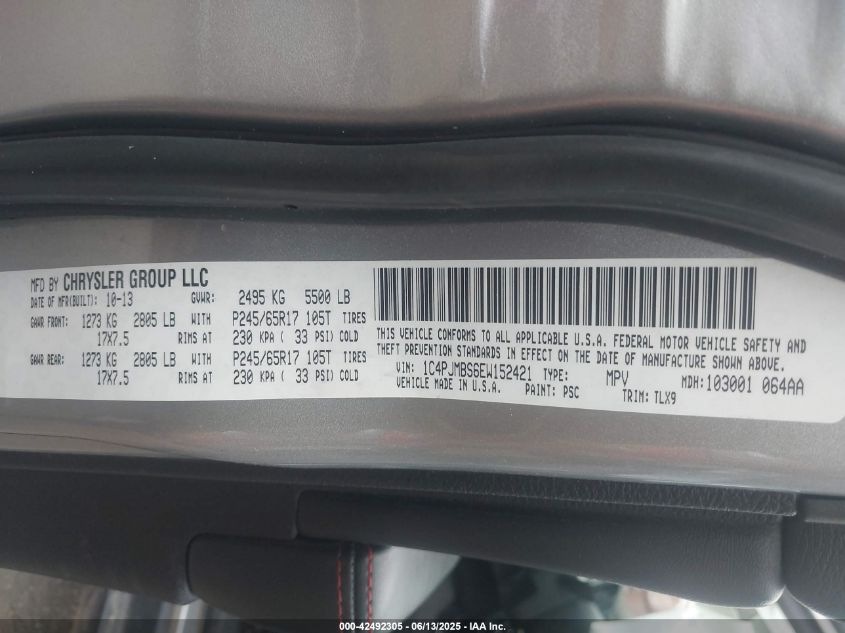 MFD BY CHRYSLER GROUP LLC
DATE OF MFR(BUILT): 10-13 GVWR: 2495 KG 5500 LB
GAWR FRONT: 1273 KG 2805 LB WITH P245/65R17 105T TIRES
17X7.5 RIMS AT 230 KPA ( 33 PSI) COLD
GAWR REAR: 1273 KG 2805 LB WITH P245/65R17 105T TIRES
17X7.5 RIMS AT 230 KPA ( 33 PSI) COLD
THIS VEHICLE CONFORMS TO ALL APPLICABLE U.S.A. FEDERAL MOTOR VEHICLE SAFETY AND
THEFT PREVENTION STANDARDS IN EFFECT ON THE DATE OF MANUFACTURE SHOWN ABOVE.
VIN: 1C4PJMBS6EW152421 TYPE: MPV MDH:103001 064AA
VEHICLE MADE IN U.S.A. PAINT: PSC TRIM: TLX9
000-42492305 - 06/13/2025 - IAA Inc.